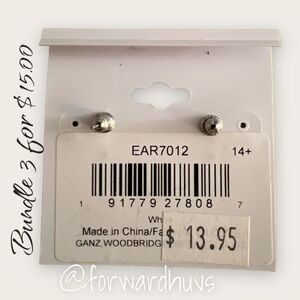 Bundle 3 for $15.00
EAR7012 14+
1 91779 27808 7
Wh
Made in China/Fa
GANZ WOODBRIDG
$ 13.95
@forwardhuvs